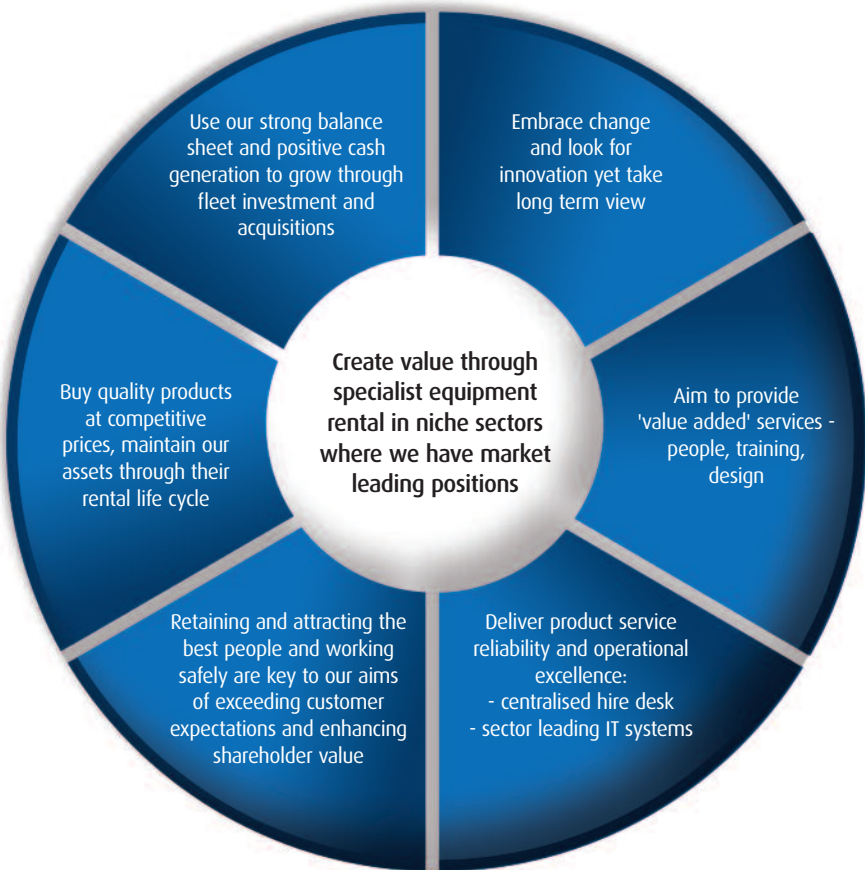 Use our strong balance
sheet and positive cash
generation to grow through
fleet investment and
acquisitions
Embrace change
and look for
innovation yet take
long term view
Buy quality products
at competitive
prices, maintain our
assets through their
rental life cycle
Create value through
specialist equipment
rental in niche sectors
where we have market
leading positions
Aim to provide
'value added' services -
people, training,
design
Retaining and attracting the
best people and working
safely are key to our aims
of exceeding customer
expectations and enhancing
shareholder value
Deliver product service
reliability and operational
excellence:
- centralised hire desk
- sector leading IT systems